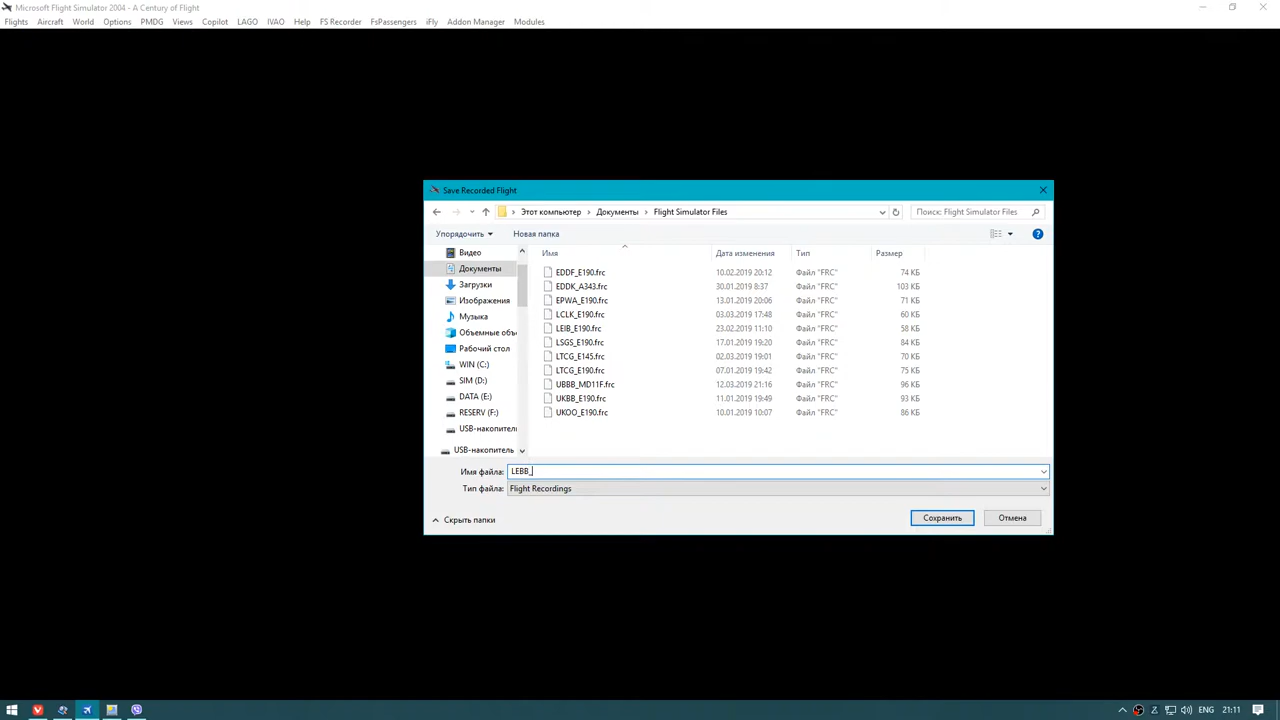 Microsoft Flight Simulator 2004 - A Century of Flight
Flights Aircraft World Options PMDG Views Copilot LAGO IVAO Help FS Recorder FsPassengers iFly Addon Manager Modules
Save Recorded Flight
Этот компьютер Документы Flight Simulator Files Поиск: Flight Simulator Files
Упорядочить Новая папка
Имя Дата изменения Тип Размер
Видео
Документы
Загрузки
Изображения
Музыка
Объемные объ
Рабочий стол
WIN (C:)
SIM (D:)
DATA (E:)
RESERV (F:)
USB-накопитель
USB-накопитель
EDDF_E190.frc 10.02.2019 20:12 Файл "FRC" 74 КБ
EDDK_A343.frc 30.01.2019 8:37 Файл "FRC" 103 КБ
EPWA_E190.frc 13.01.2019 20:06 Файл "FRC" 71 КБ
LCLK_E190.frc 03.03.2019 17:48 Файл "FRC" 60 КБ
LEIB_E190.frc 23.02.2019 11:10 Файл "FRC" 58 КБ
LSGS_E190.frc 17.01.2019 19:20 Файл "FRC" 84 КБ
LTCG_E145.frc 02.03.2019 19:01 Файл "FRC" 70 КБ
LTCG_E190.frc 07.01.2019 19:42 Файл "FRC" 75 КБ
UBBB_MD11F.frc 12.03.2019 21:16 Файл "FRC" 96 КБ
UKBB_E190.frc 11.01.2019 19:49 Файл "FRC" 93 КБ
UKOO_E190.frc 10.01.2019 10:07 Файл "FRC" 86 КБ
Имя файла: LEBB_
Тип файла: Flight Recordings
Скрыть папки Сохранить Отмена
ENG 21:11